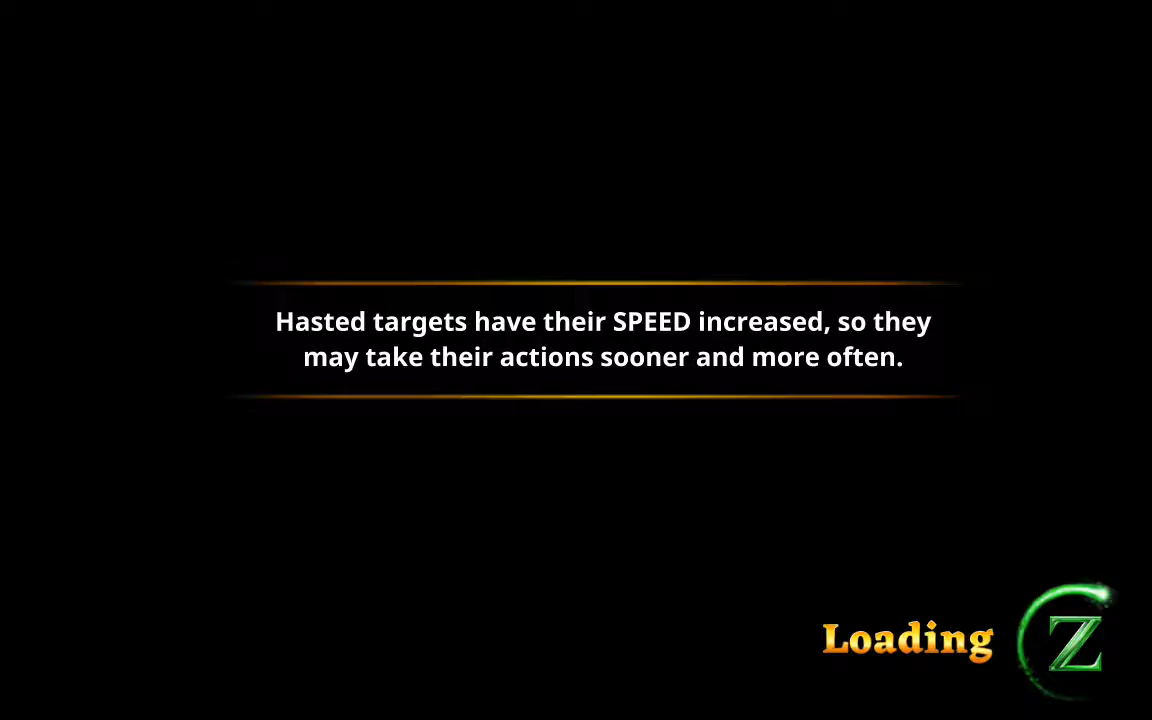 Hasted targets have their SPEED increased, so they
may take their actions sooner and more often.
Loading
Z